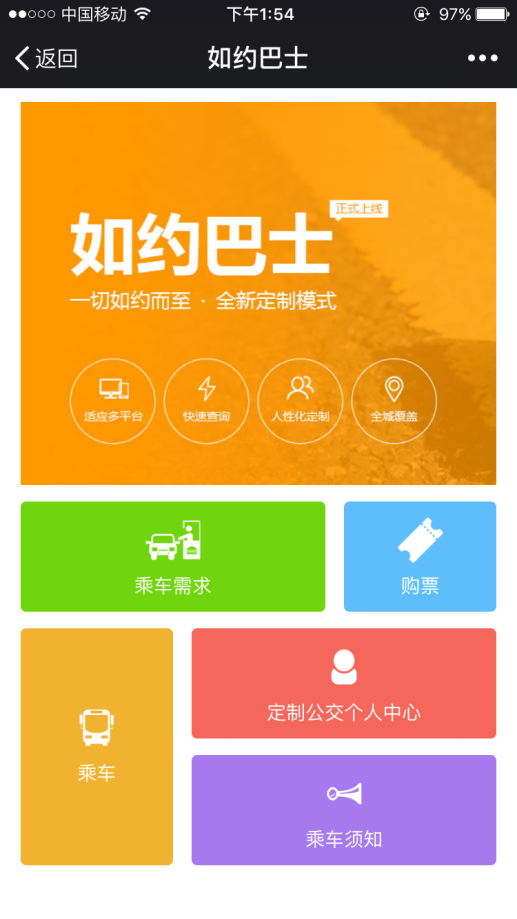 中国移动
下午1:54
97%
返回
如约巴士
正式上线
如约巴士
一切如约而至 · 全新定制模式
适应多平台
快速查询
人性化定制
全城覆盖
乘车需求
购票
定制公交个人中心
乘车
乘车须知